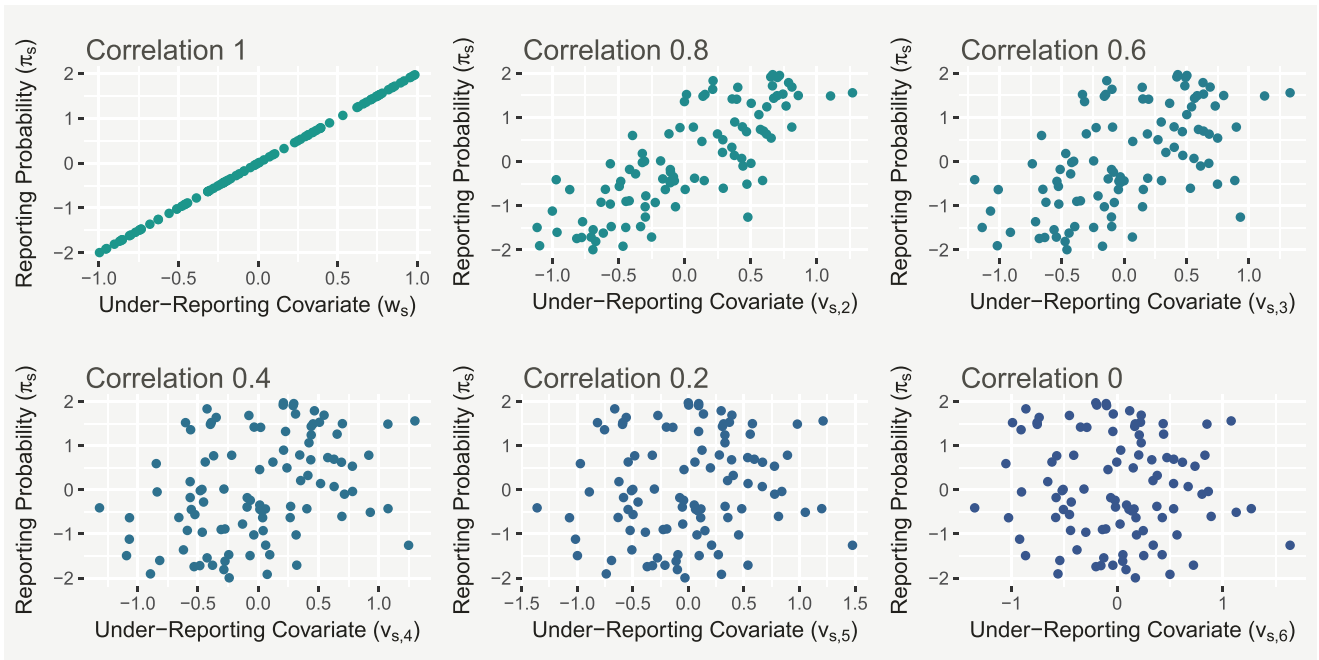 Correlation 1
Reporting Probability (πs)
2
1
0
−1
−2
−1.0 −0.5 0.0 0.5 1.0
Under−Reporting Covariate (ws)
Correlation 0.8
Reporting Probability (πs)
2
1
0
−1
−2
−1.0 −0.5 0.0 0.5 1.0
Under−Reporting Covariate (vs,2)
Correlation 0.6
Reporting Probability (πs)
2
1
0
−1
−2
−1.0 −0.5 0.0 0.5 1.0
Under−Reporting Covariate (vs,3)
Correlation 0.4
Reporting Probability (πs)
2
1
0
−1
−2
−1.0 −0.5 0.0 0.5 1.0
Under−Reporting Covariate (vs,4)
Correlation 0.2
Reporting Probability (πs)
2
1
0
−1
−2
−1.5 −1.0 −0.5 0.0 0.5 1.0 1.5
Under−Reporting Covariate (vs,5)
Correlation 0
Reporting Probability (πs)
2
1
0
−1
−2
−1 0 1
Under−Reporting Covariate (vs,6)